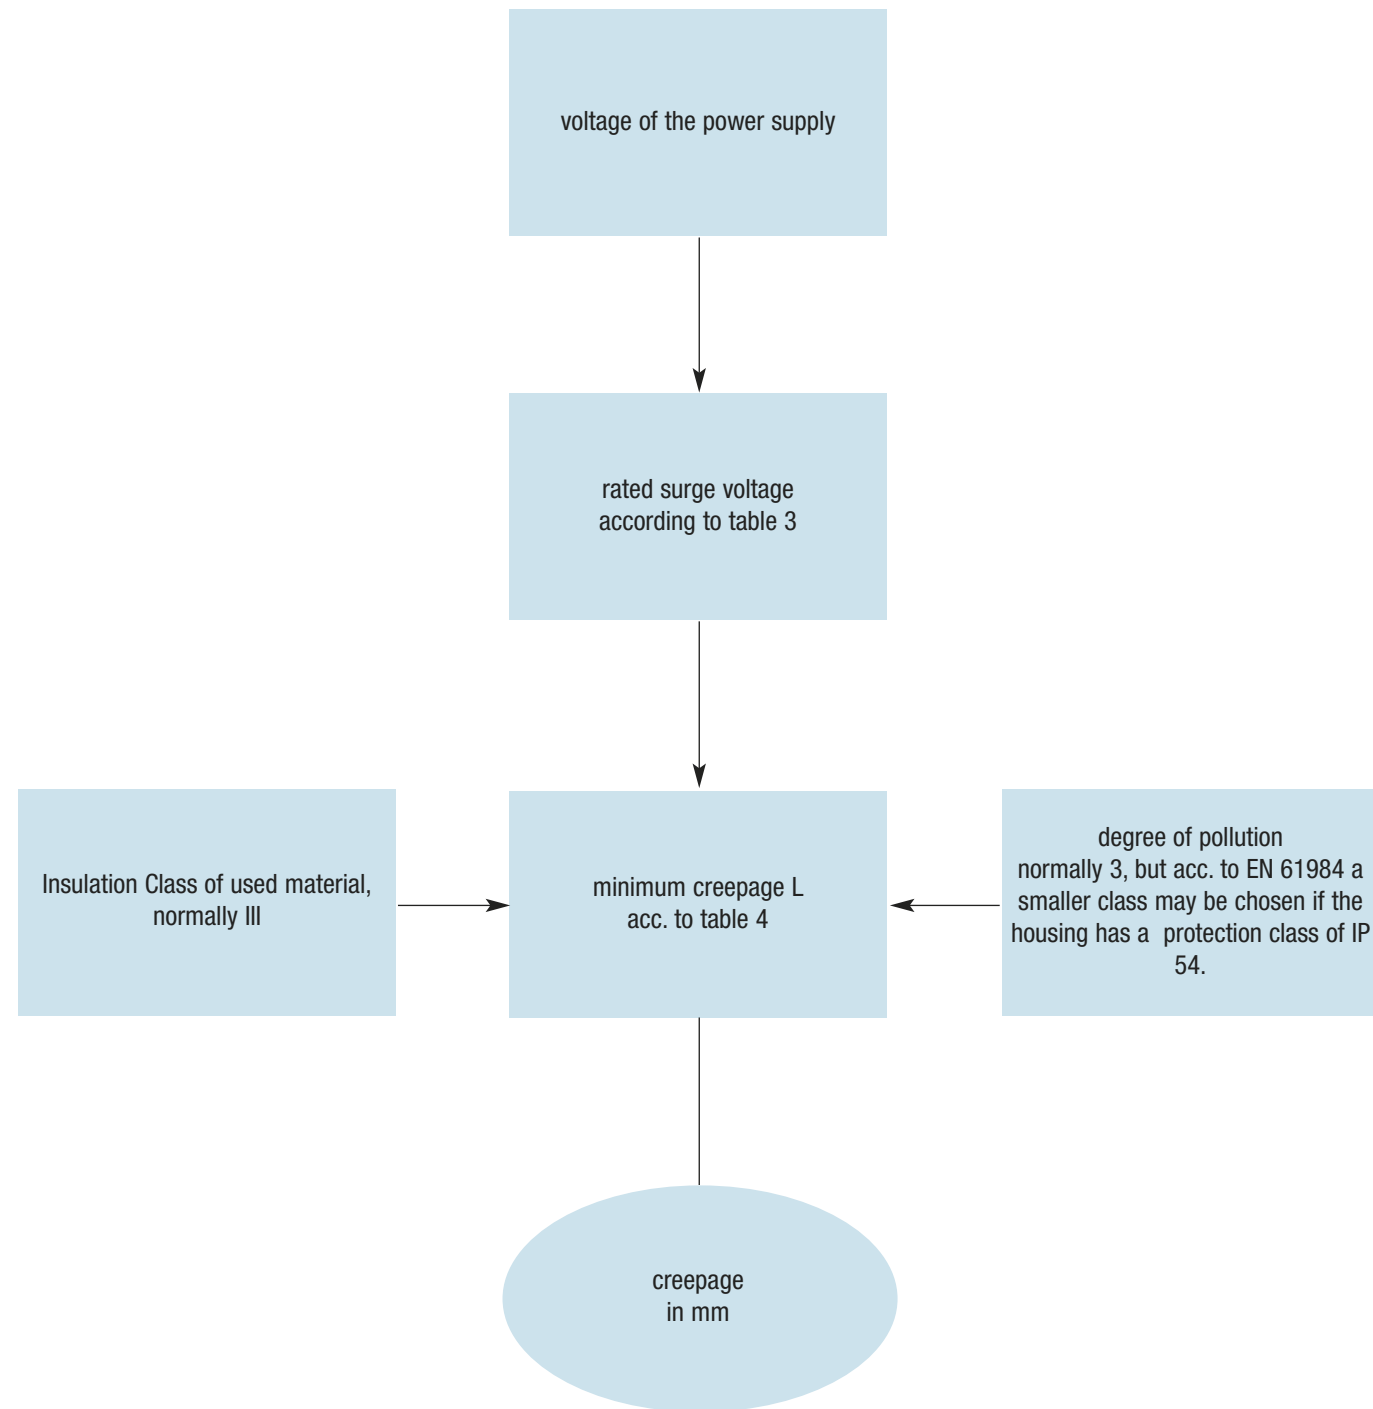 voltage of the power supply
rated surge voltage
according to table 3
Insulation Class of used material,
normally III
minimum creepage L
acc. to table 4
degree of pollution
normally 3, but acc. to EN 61984 a
smaller class may be chosen if the
housing has a  protection class of IP
54.
creepage
in mm